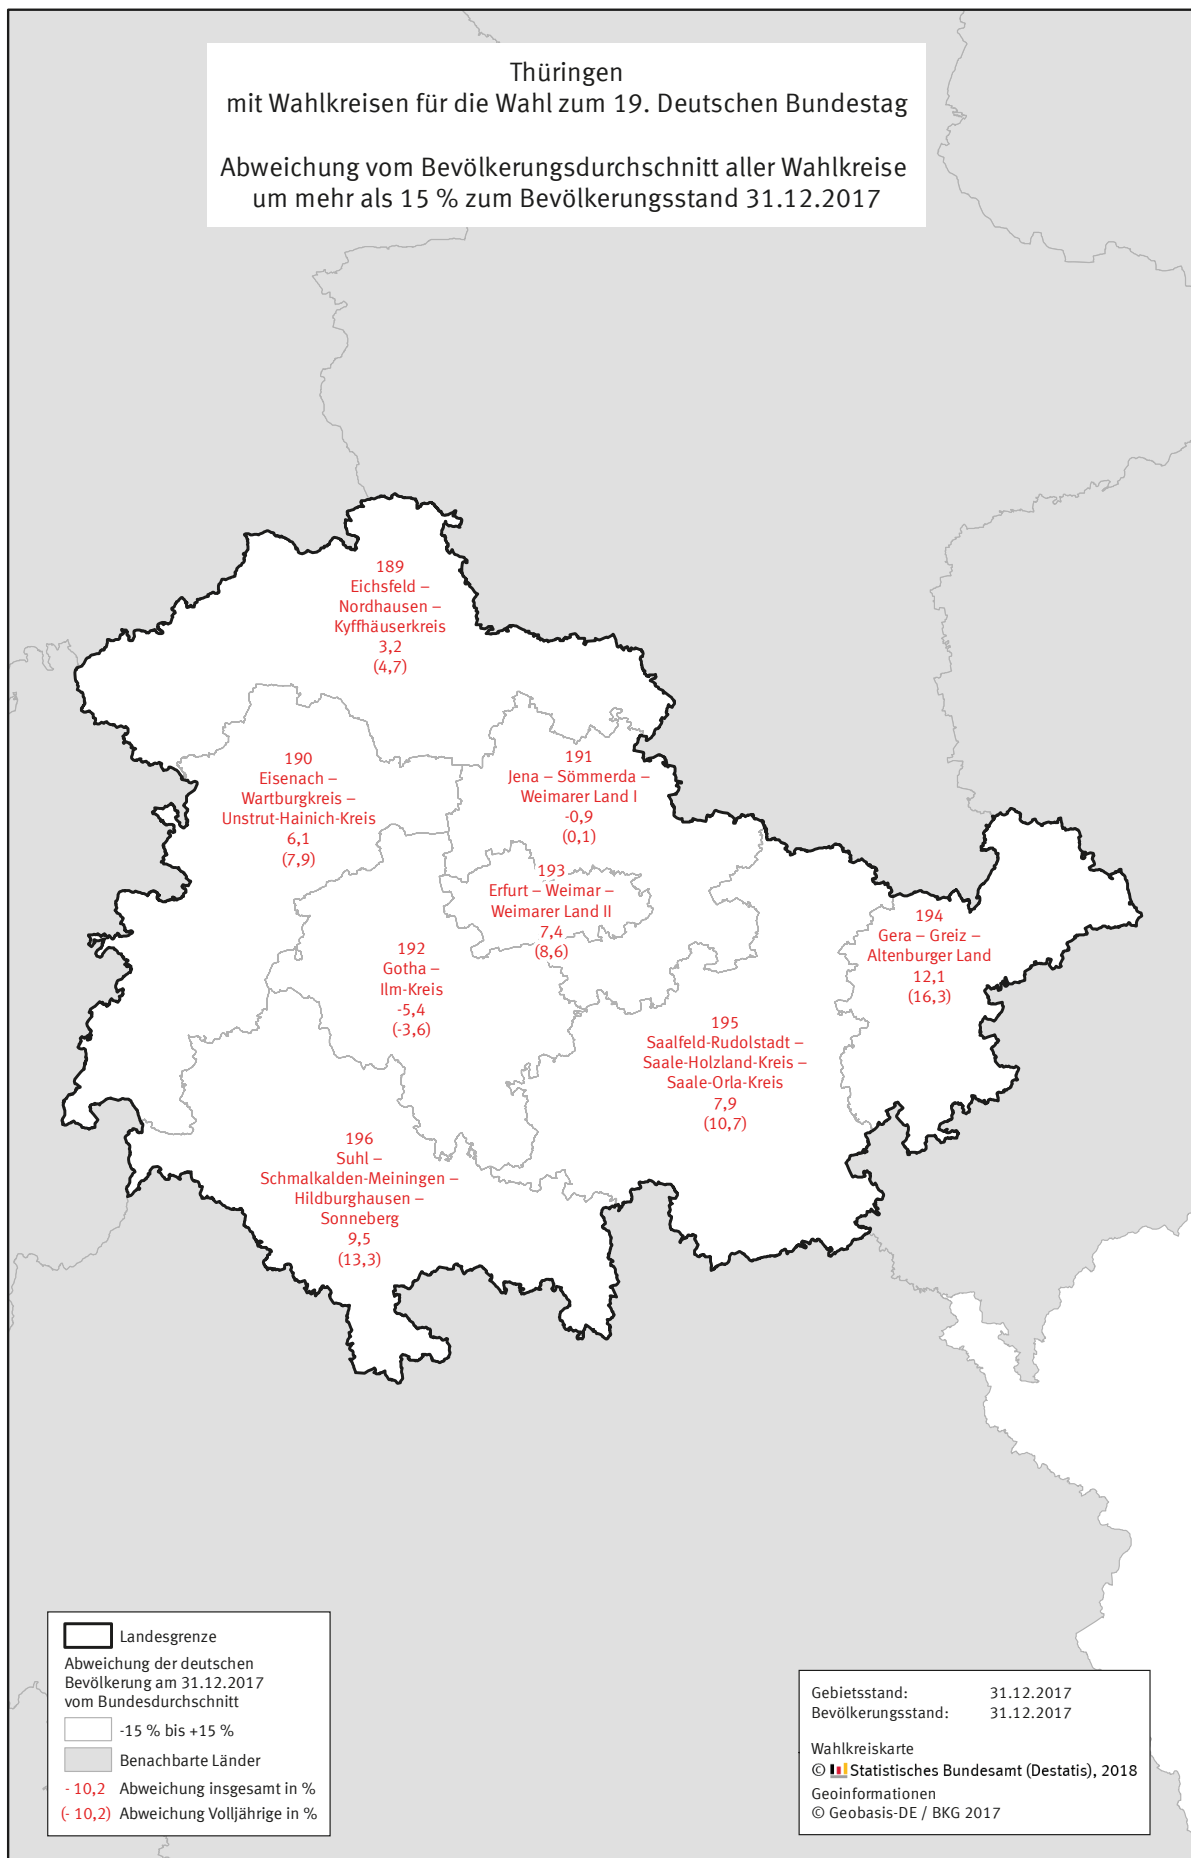 Thüringen
mit Wahlkreisen für die Wahl zum 19. Deutschen Bundestag
Abweichung vom Bevölkerungsdurchschnitt aller Wahlkreise
um mehr als 15 % zum Bevölkerungsstand 31.12.2017
189
Eichsfeld –
Nordhausen –
Kyffhäuserkreis
3,2
(4,7)
190
Eisenach –
Wartburgkreis –
Unstrut-Hainich-Kreis
6,1
(7,9)
191
Jena – Sömmerda –
Weimarer Land I
-0,9
(0,1)
193
Erfurt – Weimar –
Weimarer Land II
7,4
(8,6)
192
Gotha –
Ilm-Kreis
-5,4
(-3,6)
194
Gera – Greiz –
Altenburger Land
12,1
(16,3)
195
Saalfeld-Rudolstadt –
Saale-Holzland-Kreis –
Saale-Orla-Kreis
7,9
(10,7)
196
Suhl –
Schmalkalden-Meiningen –
Hildburghausen –
Sonneberg
9,5
(13,3)
Landesgrenze
Abweichung der deutschen
Bevölkerung am 31.12.2017
vom Bundesdurchschnitt
-15 % bis +15 %
Benachbarte Länder
- 10,2 Abweichung insgesamt in %
(- 10,2) Abweichung Volljährige in %
Gebietsstand: 31.12.2017
Bevölkerungsstand: 31.12.2017
Wahlkreiskarte
© Statistisches Bundesamt (Destatis), 2018
Geoinformationen
© Geobasis-DE / BKG 2017